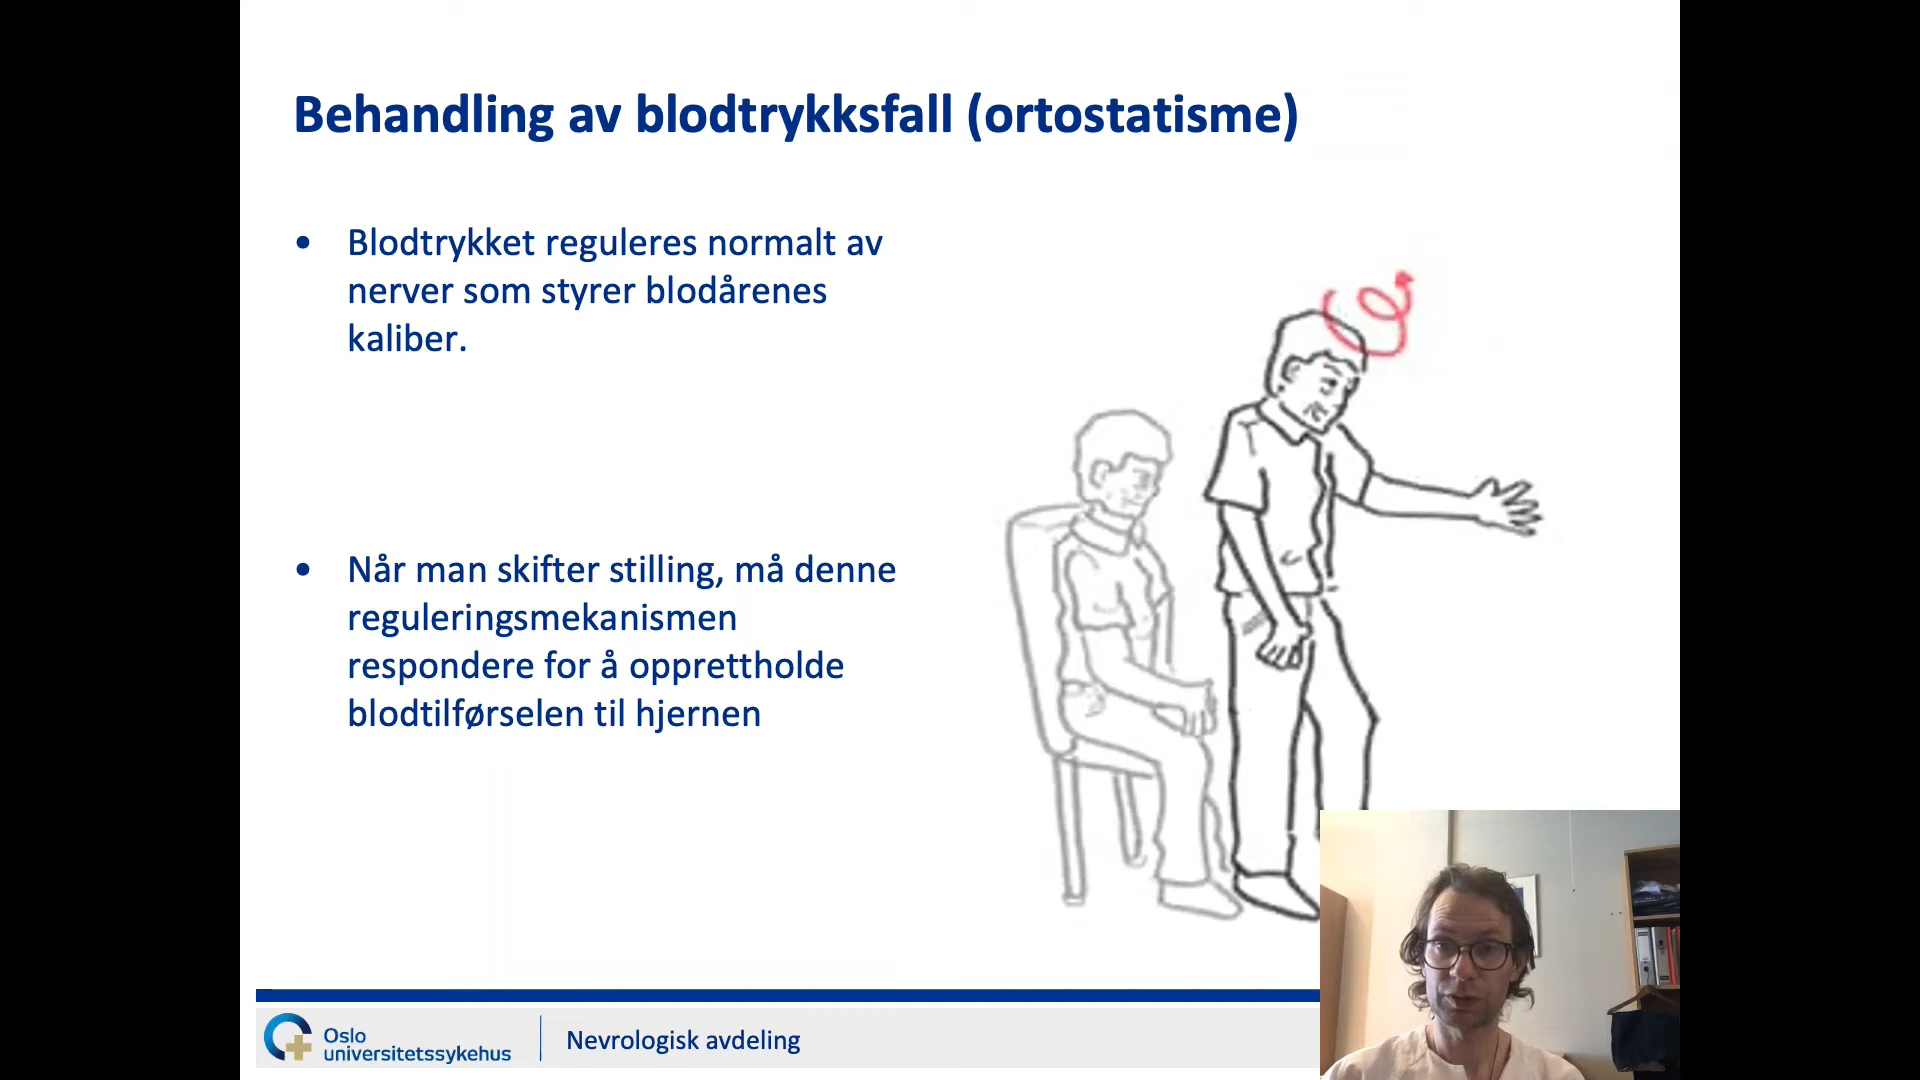 Behandling av blodtrykksfall (ortostatisme)
• Blodtrykket reguleres normalt av
nerver som styrer blodårenes
kaliber.
• Når man skifter stilling, må denne
reguleringsmekanismen
respondere for å opprettholde
blodtilførselen til hjernen
Oslo
universitetssykehus
Nevrologisk avdeling